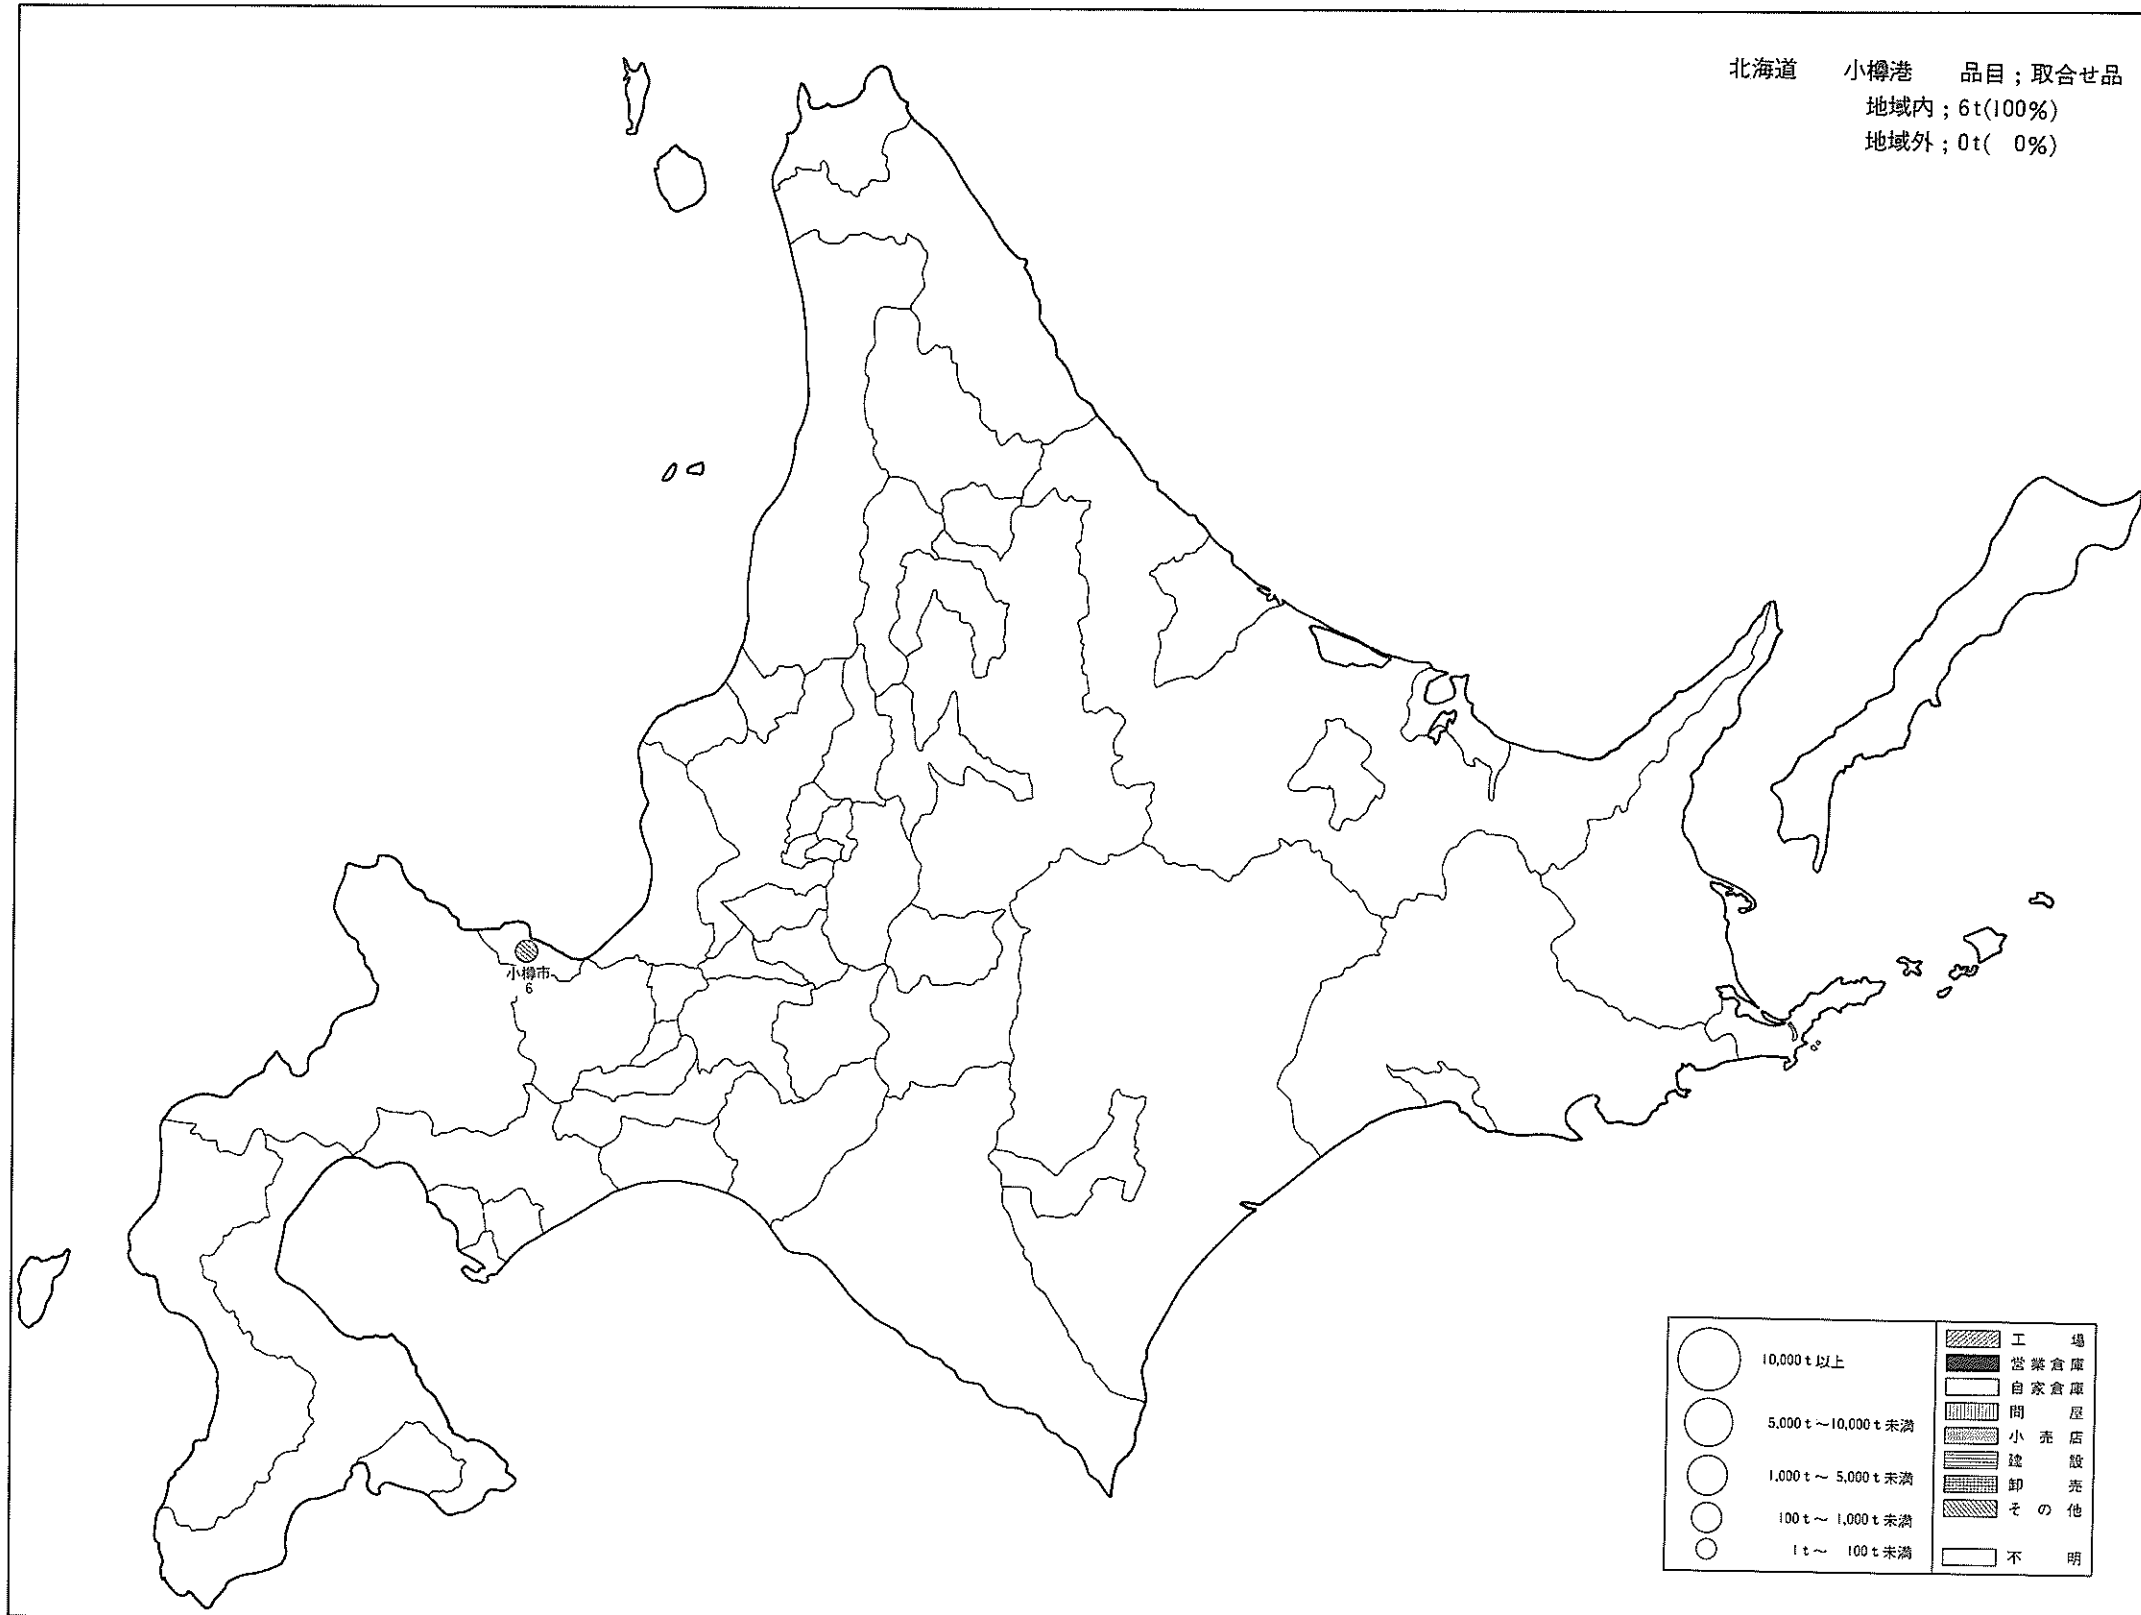 北海道 小樽港 品目;取合せ品
地域内;6t(100%)
地域外;0t( 0%)
小樽市
6
10,000t以上
5,000t~10,000t未満
1,000t~ 5,000t未満
100t~ 1,000t未満
1t~ 100t未満
工場
営業倉庫
自家倉庫
問屋
小売店
建設
卸売
その他
不明